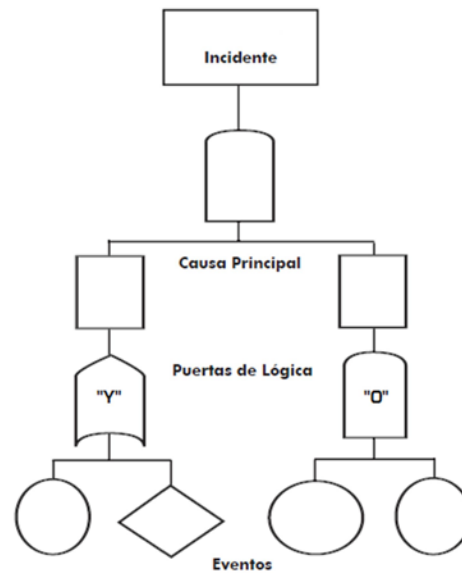 Incidente
Causa Principal
Puertas de Lógica
"Y"
"O"
Eventos